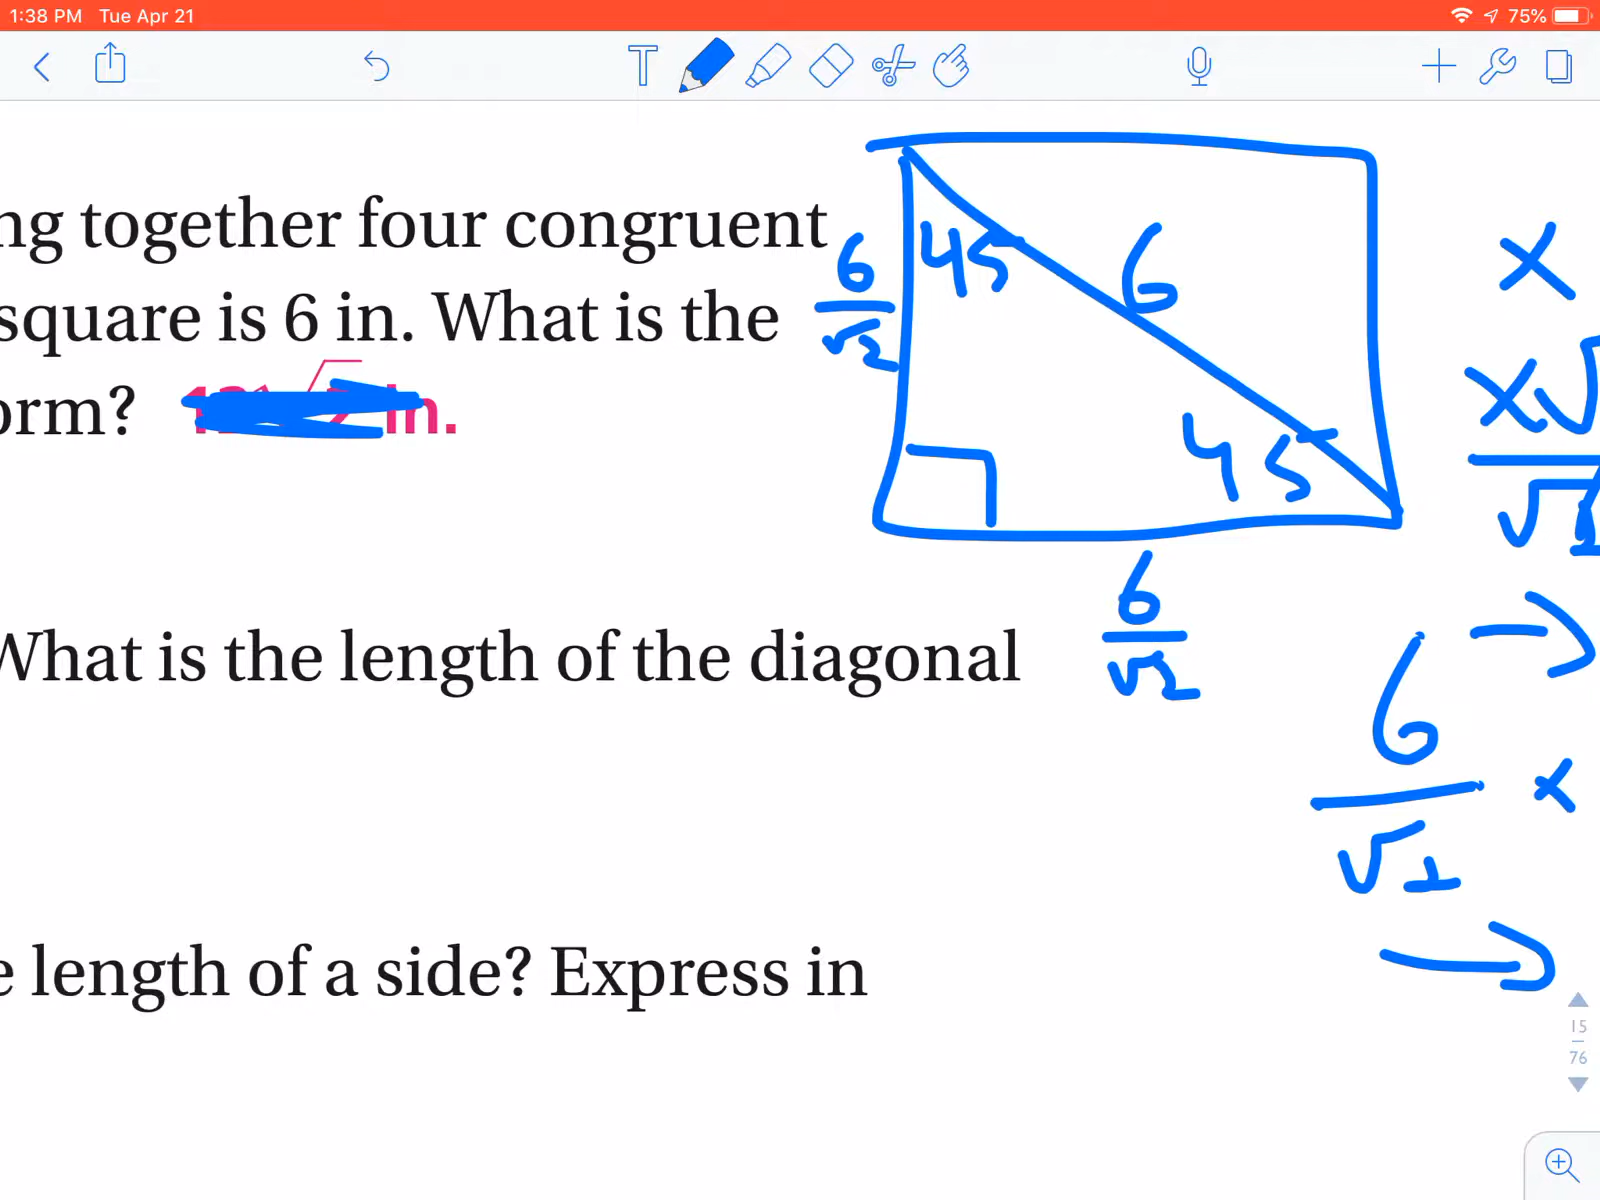 1:38 PM Tue Apr 21
75%
T
ng together four congruent
square is 6 in. What is the
orm? in.
6
√2
45
6
45
6
√2
x
x√
√
What is the length of the diagonal
6
√2
x
e length of a side? Express in
15
76